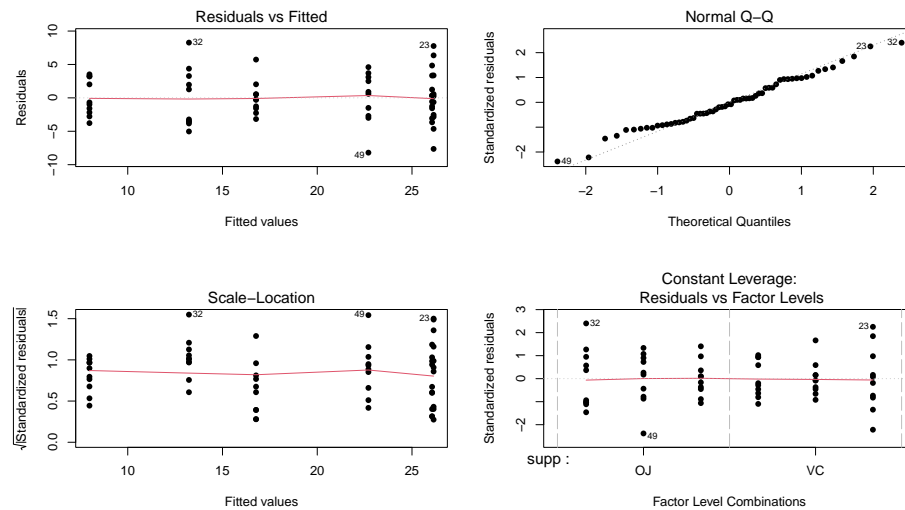 Residuals vs Fitted
Residuals
−10
−5
0
5
10
32
23
49
10
15
20
25
Fitted values
Normal Q−Q
Standardized residuals
−2
−1
0
1
2
23
32
49
−2
−1
0
1
2
Theoretical Quantiles
Scale−Location
√Standardized residuals
0.0
0.5
1.0
1.5
32
49
23
10
15
20
25
Fitted values
Constant Leverage:
Residuals vs Factor Levels
Standardized residuals
−2
0
1
2
3
32
23
49
supp :
OJ
VC
Factor Level Combinations